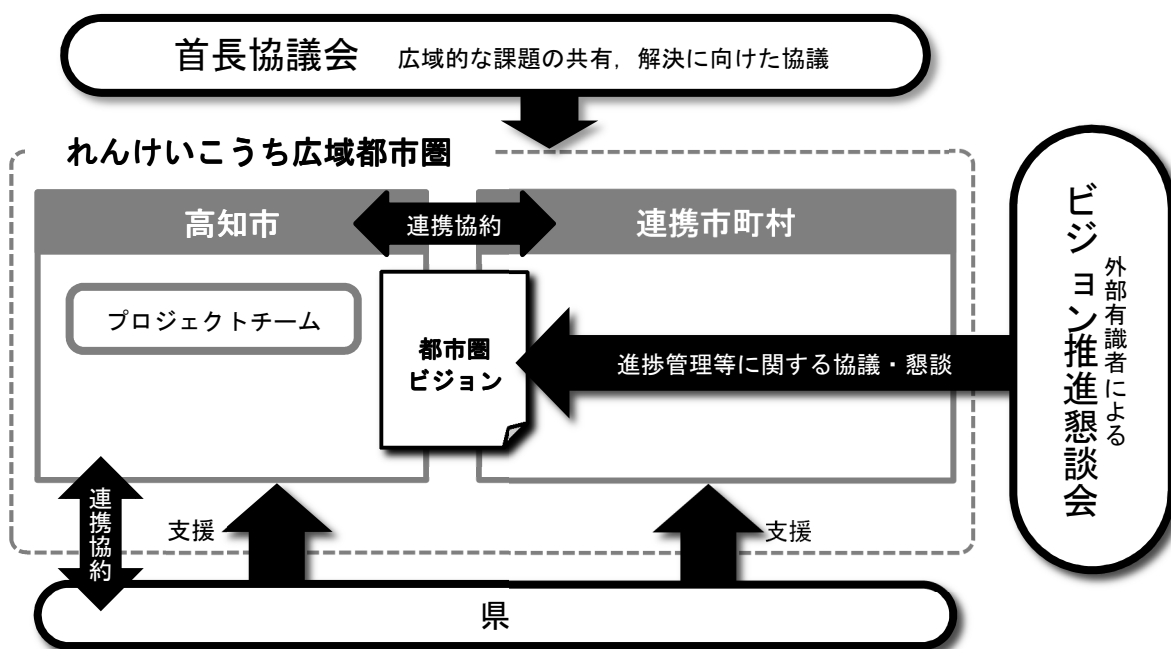 首長協議会 広域的な課題の共有，解決に向けた協議
れんけいこうち広域都市圏
高知市
連携協約
連携市町村
プロジェクトチーム
都市圏
ビジョン
進捗管理等に関する協議・懇談
外部有識者による
ビジョン推進懇談会
連携協約
支援
支援
県